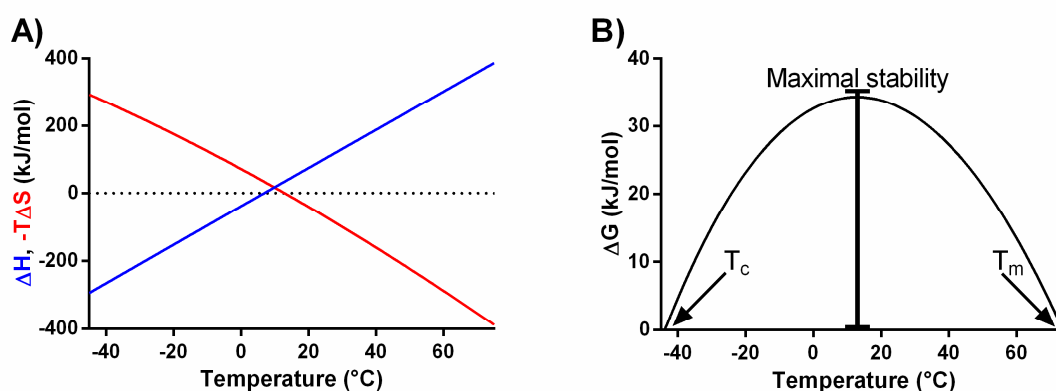 A)
ΔH, -TΔS (kJ/mol)
400
200
0
-200
-400
-40 -20 0 20 40 60
Temperature (°C)
B)
ΔG (kJ/mol)
40
30
20
10
0
Maximal stability
Tc
Tm
-40 -20 0 20 40 60
Temperature (°C)